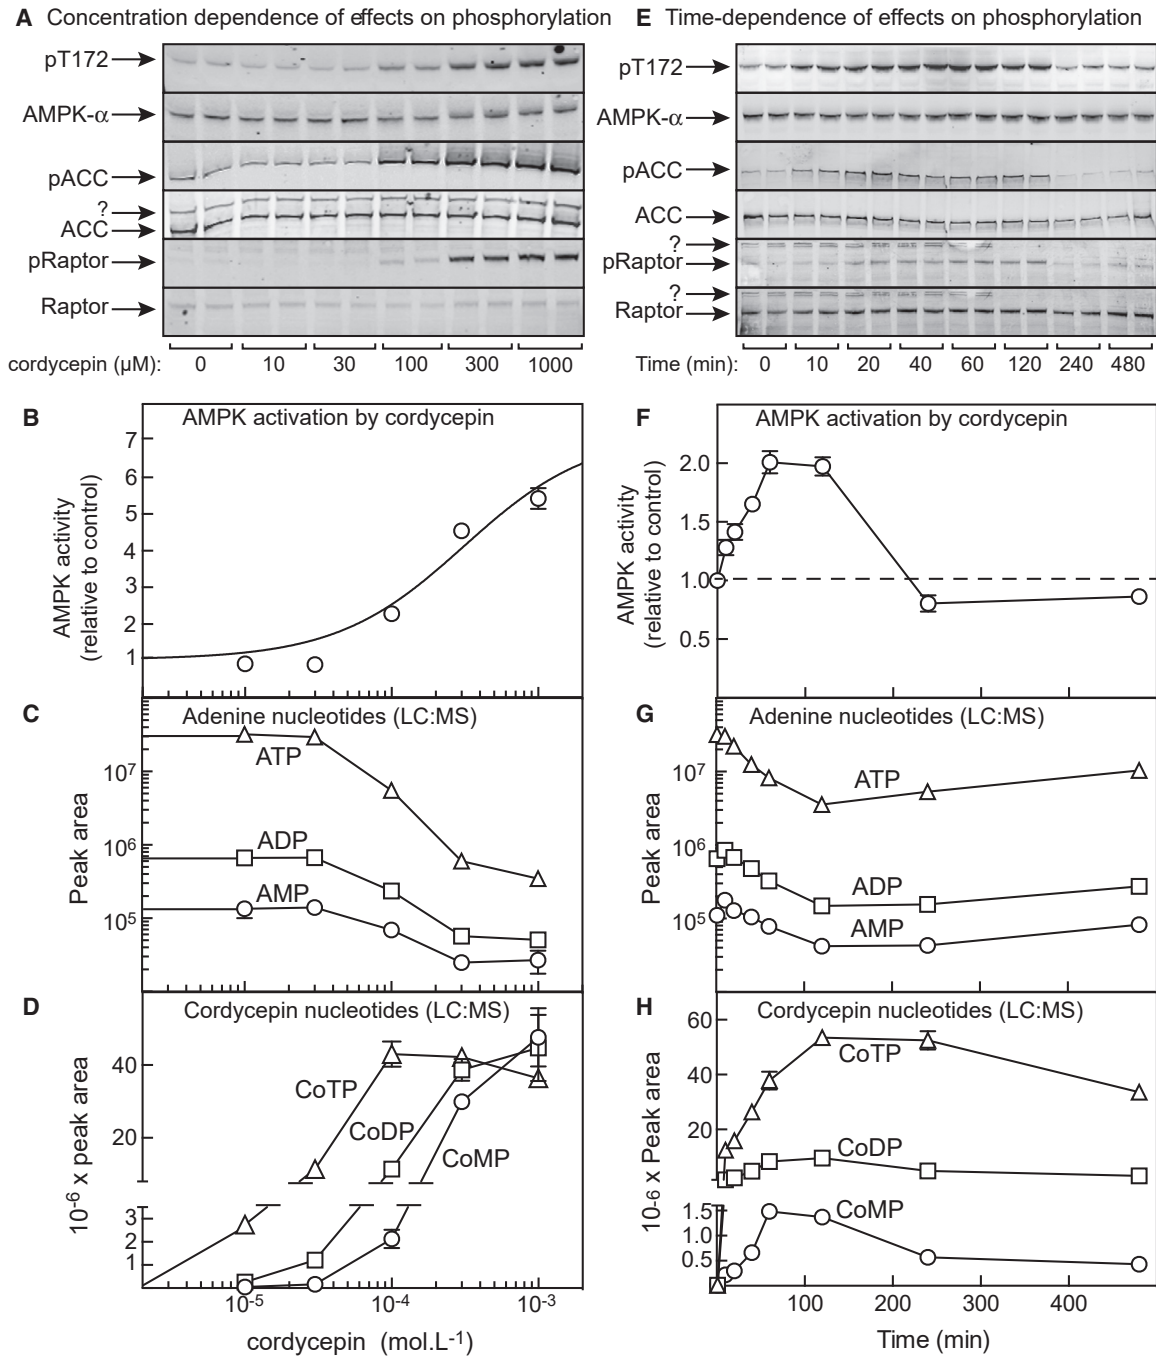 A Concentration dependence of effects on phosphorylation
pT172
AMPK-α
pACC
?
ACC
pRaptor
Raptor
cordycepin (µM): 0 10 30 100 300 1000
B AMPK activation by cordycepin
AMPK activity
(relative to control)
7
6
5
4
3
2
1
C Adenine nucleotides (LC:MS)
Peak area
10⁷
10⁶
10⁵
ATP
ADP
AMP
D Cordycepin nucleotides (LC:MS)
10⁻⁶ x peak area
40
20
3
2
1
CoTP
CoDP
CoMP
10⁻⁵ 10⁻⁴ 10⁻³
cordycepin (mol.L⁻¹)
E Time-dependence of effects on phosphorylation
pT172
AMPK-α
pACC
ACC
?
pRaptor
?
Raptor
Time (min): 0 10 20 40 60 120 240 480
F AMPK activation by cordycepin
AMPK activity
(relative to control)
2.0
1.5
1.0
0.5
G Adenine nucleotides (LC:MS)
Peak area
10⁷
10⁶
10⁵
ATP
ADP
AMP
H Cordycepin nucleotides (LC:MS)
10-6 x Peak area
60
40
20
1.5
1.0
0.5
CoTP
CoDP
CoMP
100 200 300 400
Time (min)